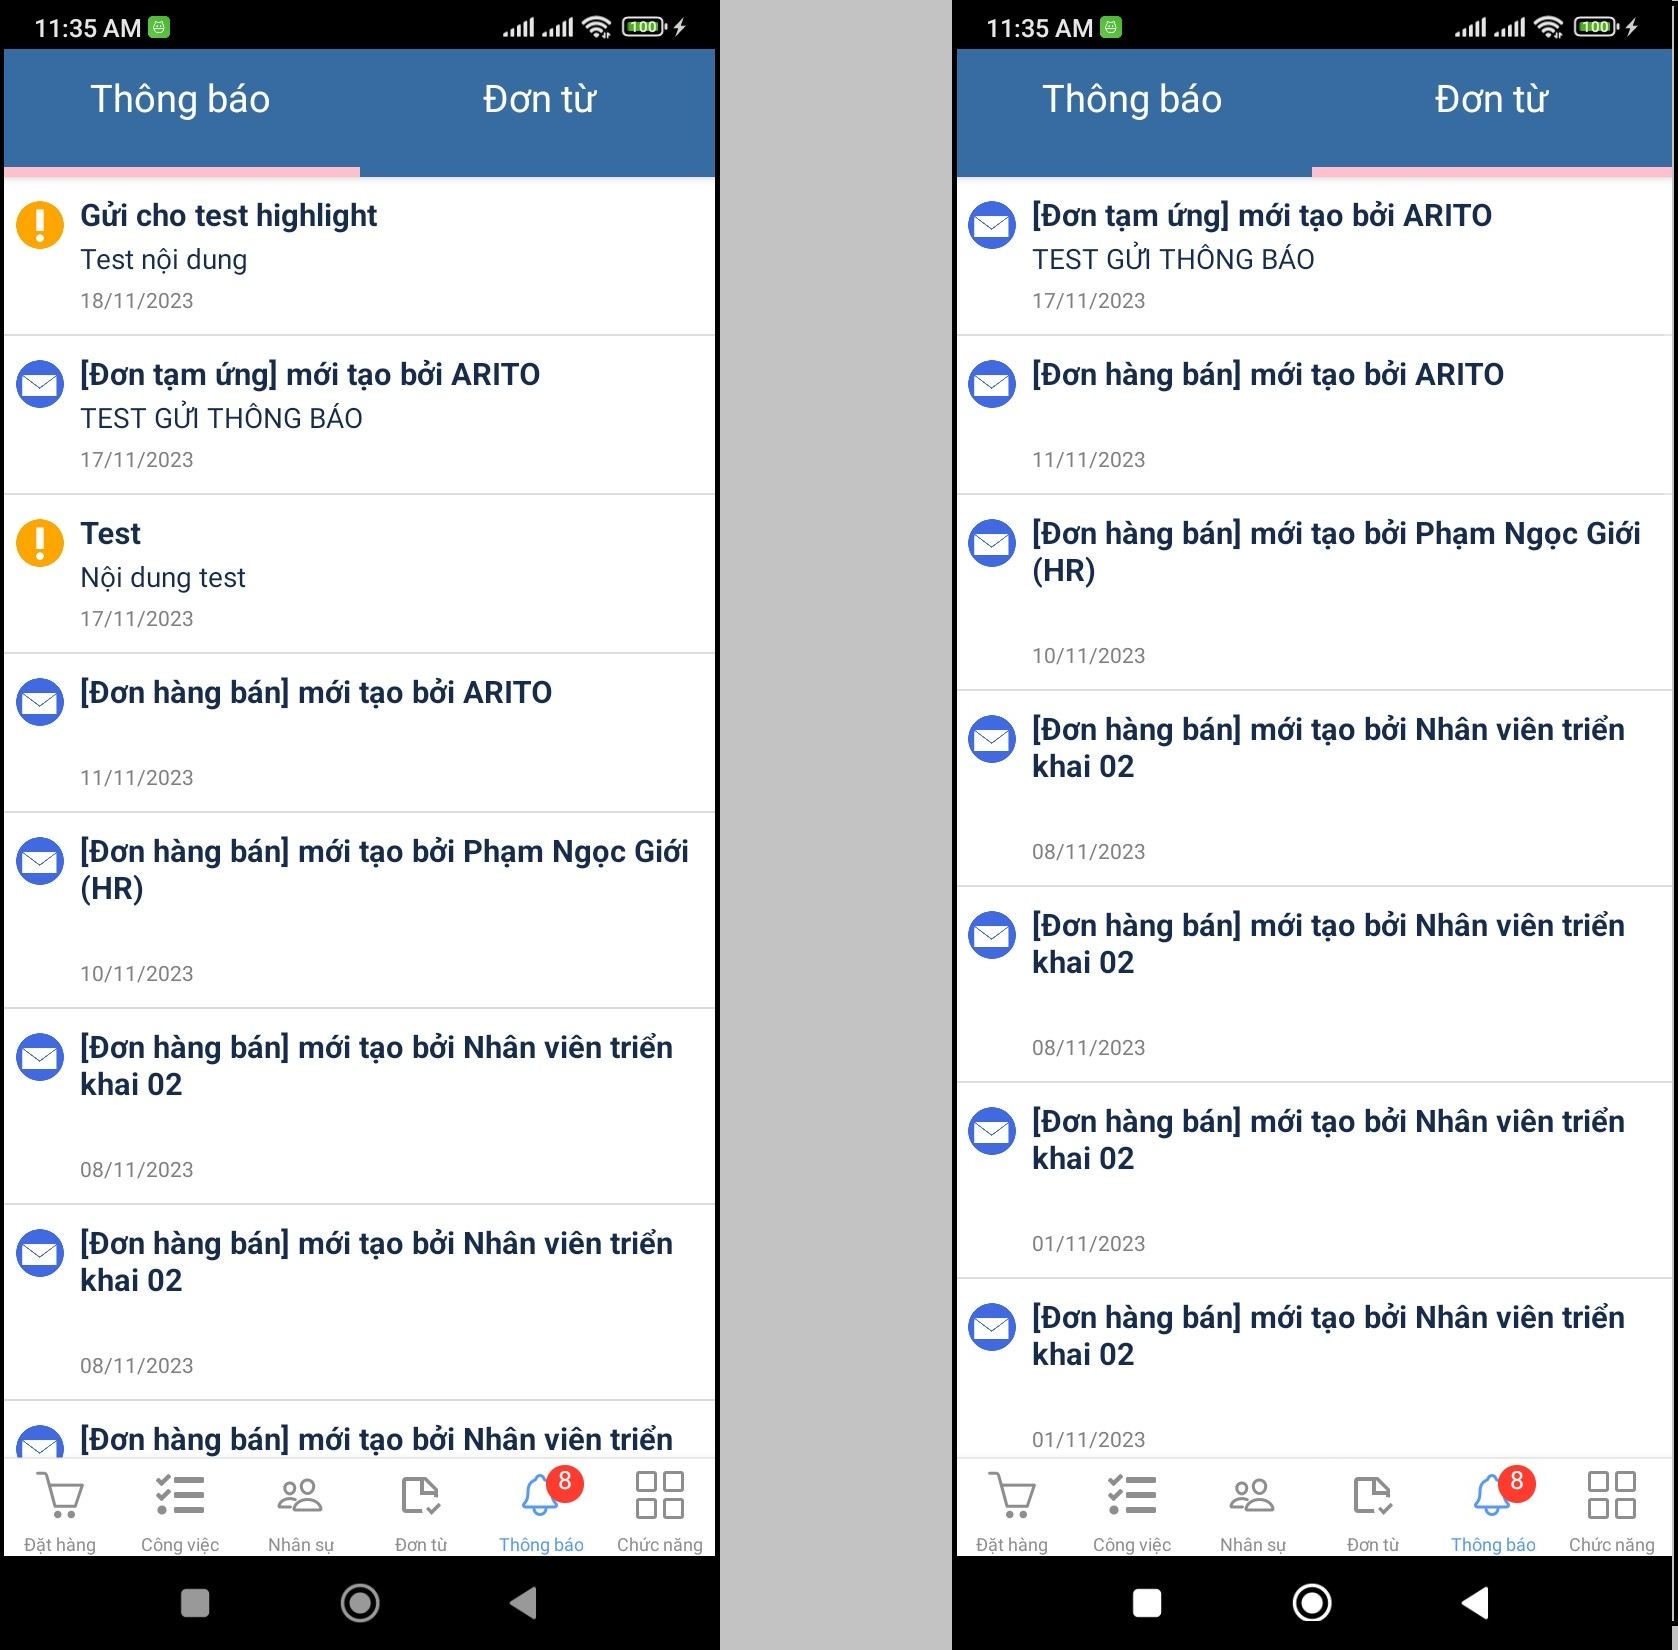 11:35 AM
100
Thông báo
Đơn từ
Gửi cho test highlight
Test nội dung
18/11/2023
[Đơn tạm ứng] mới tạo bởi ARITO
TEST GỬI THÔNG BÁO
17/11/2023
Test
Nội dung test
17/11/2023
[Đơn hàng bán] mới tạo bởi ARITO
11/11/2023
[Đơn hàng bán] mới tạo bởi Phạm Ngọc Giới
(HR)
10/11/2023
[Đơn hàng bán] mới tạo bởi Nhân viên triển
khai 02
08/11/2023
[Đơn hàng bán] mới tạo bởi Nhân viên triển
khai 02
08/11/2023
[Đơn hàng bán] mới tạo bởi Nhân viên triển
8
Đặt hàng
Công việc
Nhân sự
Đơn từ
Thông báo
Chức năng
11:35 AM
100
Thông báo
Đơn từ
[Đơn tạm ứng] mới tạo bởi ARITO
TEST GỬI THÔNG BÁO
17/11/2023
[Đơn hàng bán] mới tạo bởi ARITO
11/11/2023
[Đơn hàng bán] mới tạo bởi Phạm Ngọc Giới
(HR)
10/11/2023
[Đơn hàng bán] mới tạo bởi Nhân viên triển
khai 02
08/11/2023
[Đơn hàng bán] mới tạo bởi Nhân viên triển
khai 02
08/11/2023
[Đơn hàng bán] mới tạo bởi Nhân viên triển
khai 02
01/11/2023
[Đơn hàng bán] mới tạo bởi Nhân viên triển
khai 02
01/11/2023
8
Đặt hàng
Công việc
Nhân sự
Đơn từ
Thông báo
Chức năng